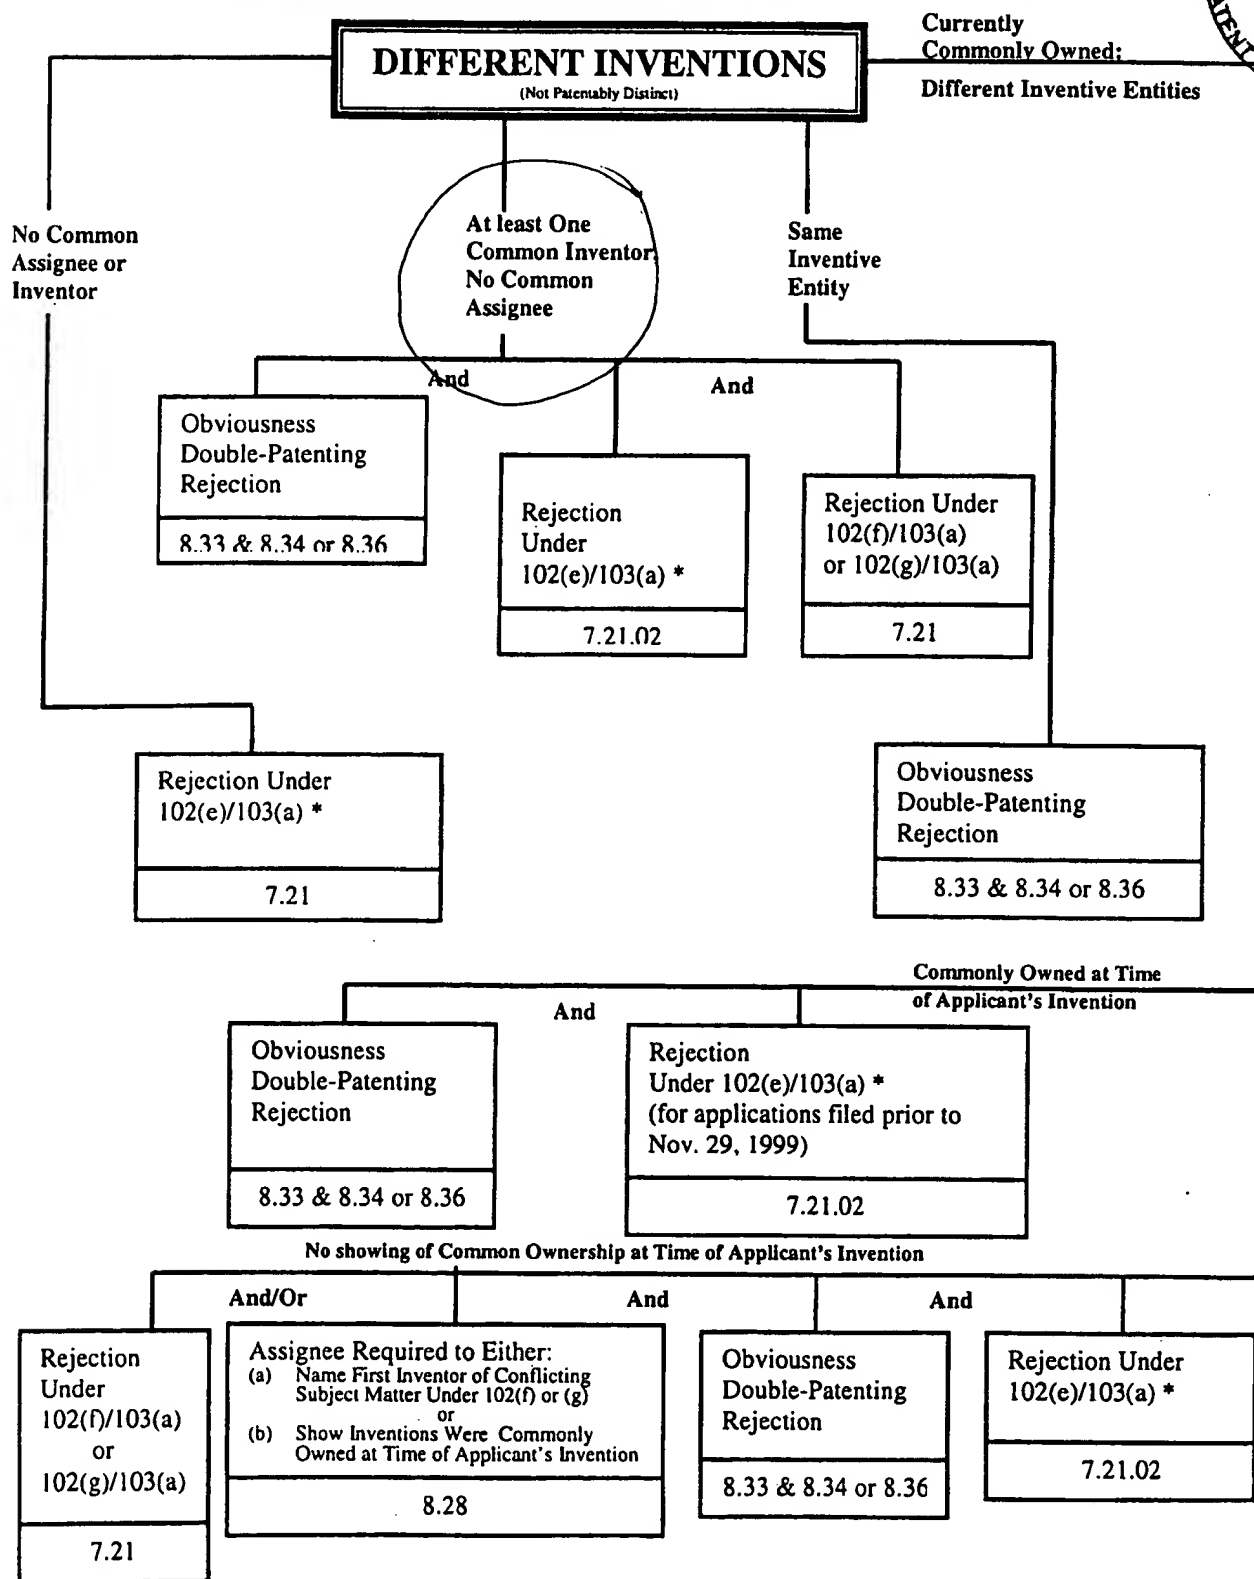 DIFFERENT INVENTIONS
(Not Patentably Distinct)
Currently
Commonly Owned;
Different Inventive Entities
PATENT
No Common
Assignee or
Inventor
At least One
Common Inventor
No Common
Assignee
Same
Inventive
Entity
And
And
Obviousness
Double-Patenting
Rejection
8.33 & 8.34 or 8.36
Rejection
Under
102(e)/103(a) *
7.21.02
Rejection Under
102(f)/103(a)
or 102(g)/103(a)
7.21
Rejection Under
102(e)/103(a) *
7.21
Obviousness
Double-Patenting
Rejection
8.33 & 8.34 or 8.36
Commonly Owned at Time
of Applicant's Invention
And
Obviousness
Double-Patenting
Rejection
8.33 & 8.34 or 8.36
Rejection
Under 102(e)/103(a) *
(for applications filed prior to
Nov. 29, 1999)
7.21.02
No showing of Common Ownership at Time of Applicant's Invention
And/Or
And
And
Rejection
Under
102(f)/103(a)
or
102(g)/103(a)
7.21
Assignee Required to Either:
(a) Name First Inventor of Conflicting
Subject Matter Under 102(f) or (g)
or
(b) Show Inventions Were Commonly
Owned at Time of Applicant's Invention
8.28
Obviousness
Double-Patenting
Rejection
8.33 & 8.34 or 8.36
Rejection Under
102(e)/103(a) *
7.21.02